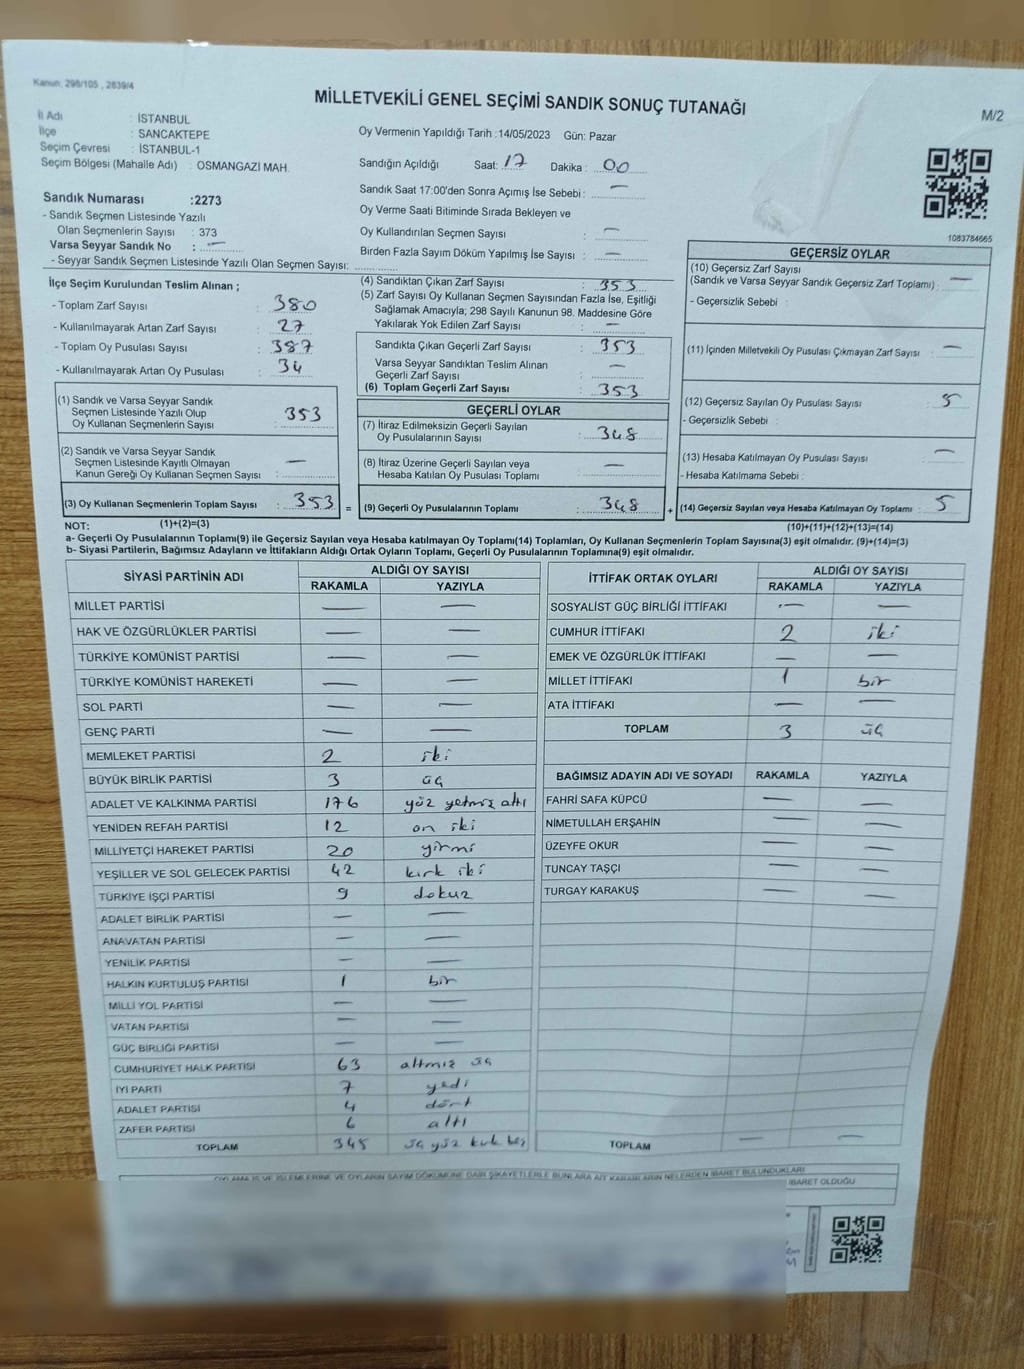 Kanun: 298/105 , 2839/4
MİLLETVEKİLİ GENEL SEÇİMİ SANDIK SONUÇ TUTANAĞI
M/2
İl Adı : İSTANBUL
İlçe : SANCAKTEPE
Seçim Çevresi : İSTANBUL-1
Seçim Bölgesi (Mahalle Adı) : OSMANGAZİ MAH.
Sandık Numarası :2273
- Sandık Seçmen Listesinde Yazılı
Olan Seçmenlerin Sayısı : 373
Varsa Seyyar Sandık No : —
- Seyyar Sandık Seçmen Listesinde Yazılı Olan Seçmen Sayısı:
Oy Vermenin Yapıldığı Tarih :14/05/2023 Gün: Pazar
Sandığın Açıldığı Saat: 17 Dakika : 00
Sandık Saat 17:00'den Sonra Açımış İse Sebebi : —
Oy Verme Saati Bitiminde Sırada Bekleyen ve
Oy Kullandırılan Seçmen Sayısı : —
Birden Fazla Sayım Döküm Yapılmış İse Sayısı : —
1083784665
İlçe Seçim Kurulundan Teslim Alınan ;
- Toplam Zarf Sayısı : 380
- Kullanılmayarak Artan Zarf Sayısı : 27
- Toplam Oy Pusulası Sayısı : 387
- Kullanılmayarak Artan Oy Pusulası : 34
(1) Sandık ve Varsa Seyyar Sandık
Seçmen Listesinde Yazılı Olup
Oy Kullanan Seçmenlerin Sayısı : 353
(2) Sandık ve Varsa Seyyar Sandık
Seçmen Listesinde Kayıtlı Olmayan
Kanun Gereği Oy Kullanan Seçmen Sayısı : —
(3) Oy Kullanan Seçmenlerin Toplam Sayısı : 353 =
(4) Sandıktan Çıkan Zarf Sayısı : 353
(5) Zarf Sayısı Oy Kullanan Seçmen Sayısından Fazla İse, Eşitliği
Sağlamak Amacıyla; 298 Sayılı Kanunun 98. Maddesine Göre
Yakılarak Yok Edilen Zarf Sayısı : —
Sandıkta Çıkan Geçerli Zarf Sayısı : 353
Varsa Seyyar Sandıktan Teslim Alınan
Geçerli Zarf Sayısı : —
(6) Toplam Geçerli Zarf Sayısı : 353
GEÇERLİ OYLAR
(7) İtiraz Edilmeksizin Geçerli Sayılan
Oy Pusulalarının Sayısı : 348
(8) İtiraz Üzerine Geçerli Sayılan veya
Hesaba Katılan Oy Pusulası Toplamı : —
(9) Geçerli Oy Pusulalarının Toplamı : 348 +
GEÇERSİZ OYLAR
(10) Geçersiz Zarf Sayısı
(Sandık ve Varsa Seyyar Sandık Geçersiz Zarf Toplamı) : —
- Geçersizlik Sebebi :
(11) İçinden Milletvekili Oy Pusulası Çıkmayan Zarf Sayısı : —
(12) Geçersiz Sayılan Oy Pusulası Sayısı : 5
- Geçersizlik Sebebi :
(13) Hesaba Katılmayan Oy Pusulası Sayısı : —
- Hesaba Katılmama Sebebi :
(14) Geçersiz Sayılan veya Hesaba Katılmayan Oy Toplamı : 5
NOT: (1)+(2)=(3) (10)+(11)+(12)+(13)=(14)
a- Geçerli Oy Pusulalarının Toplamı(9) ile Geçersiz Sayılan veya Hesaba katılmayan Oy Toplamı(14) Toplamları, Oy Kullanan Seçmenlerin Toplam Sayısına(3) eşit olmalıdır. (9)+(14)=(3)
b- Siyasi Partilerin, Bağımsız Adayların ve İttifakların Aldığı Ortak Oyların Toplamı, Geçerli Oy Pusulalarının Toplamına(9) eşit olmalıdır.
SİYASİ PARTİNİN ADI ALDIĞI OY SAYISI
RAKAMLA YAZIYLA
MİLLET PARTİSİ — —
HAK VE ÖZGÜRLÜKLER PARTİSİ — —
TÜRKİYE KOMÜNİST PARTİSİ — —
TÜRKİYE KOMÜNİST HAREKETİ — —
SOL PARTİ — —
GENÇ PARTİ — —
MEMLEKET PARTİSİ 2 iki
BÜYÜK BİRLİK PARTİSİ 3 üç
ADALET VE KALKINMA PARTİSİ 176 yüz yetmiş altı
YENİDEN REFAH PARTİSİ 12 on iki
MİLLİYETÇİ HAREKET PARTİSİ 20 yirmi
YEŞİLLER VE SOL GELECEK PARTİSİ 42 kırk iki
TÜRKİYE İŞÇİ PARTİSİ 9 dokuz
ADALET BİRLİK PARTİSİ — —
ANAVATAN PARTİSİ — —
YENİLİK PARTİSİ — —
HALKIN KURTULUŞ PARTİSİ 1 bir
MİLLİ YOL PARTİSİ — —
VATAN PARTİSİ — —
GÜÇ BİRLİĞİ PARTİSİ — —
CUMHURİYET HALK PARTİSİ 63 altmış üç
İYİ PARTİ 7 yedi
ADALET PARTİSİ 4 dört
ZAFER PARTİSİ 6 altı
TOPLAM 345 üç yüz kırk beş
İTTİFAK ORTAK OYLARI ALDIĞI OY SAYISI
RAKAMLA YAZIYLA
SOSYALİST GÜÇ BİRLİĞİ İTTİFAKI — —
CUMHUR İTTİFAKI 2 iki
EMEK VE ÖZGÜRLÜK İTTİFAKI — —
MİLLET İTTİFAKI 1 bir
ATA İTTİFAKI — —
TOPLAM 3 üç
BAĞIMSIZ ADAYIN ADI VE SOYADI RAKAMLA YAZIYLA
FAHRİ SAFA KÜPCÜ — —
NİMETULLAH ERŞAHİN — —
ÜZEYFE OKUR — —
TUNCAY TAŞÇI — —
TURGAY KARAKUŞ — —
TOPLAM — —
OYLAMA İŞ VE İŞLEMLERİNE VE OYLARIN SAYIM DÖKÜMÜNE DAİR ŞİKAYETLERLE BUNLARA AİT KARARLARIN NELERDEN İBARET BULUNDUKLARI
İBARET OLDUĞU